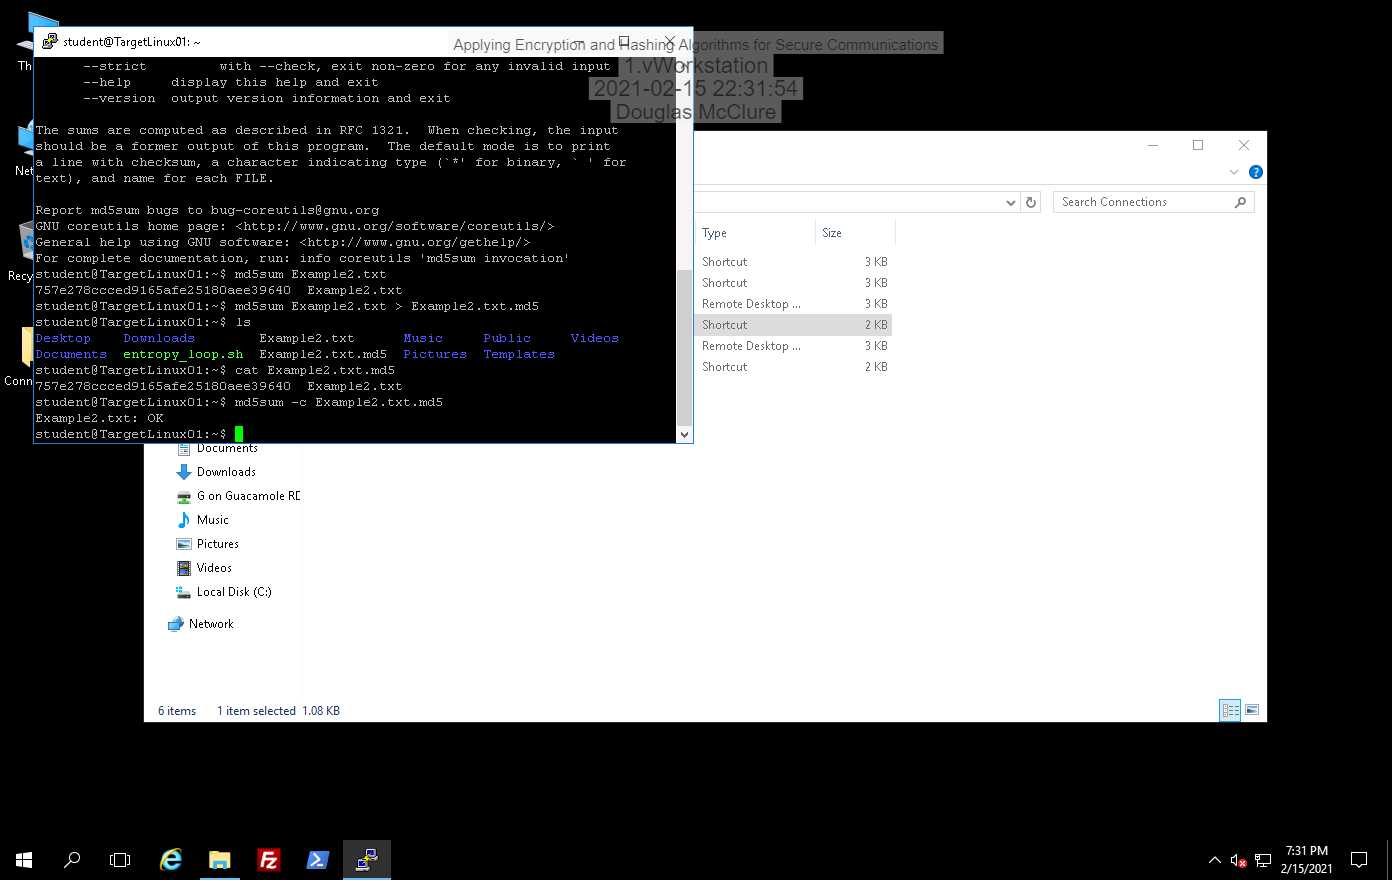 Th
Net
Recy
Conn
student@TargetLinux01: ~
Applying Encryption and Hashing Algorithms for Secure Communications
1.vWorkstation
2021-02-15 22:31:54
Douglas McClure
--strict         with --check, exit non-zero for any invalid input
--help     display this help and exit
--version  output version information and exit
The sums are computed as described in RFC 1321.  When checking, the input
should be a former output of this program.  The default mode is to print
a line with checksum, a character indicating type (`*' for binary, ` ' for
text), and name for each FILE.
Report md5sum bugs to bug-coreutils@gnu.org
GNU coreutils home page: <http://www.gnu.org/software/coreutils/>
General help using GNU software: <http://www.gnu.org/gethelp/>
For complete documentation, run: info coreutils 'md5sum invocation'
student@TargetLinux01:~$ md5sum Example2.txt
757e278ccced9165afe25180aee39640  Example2.txt
student@TargetLinux01:~$ md5sum Example2.txt > Example2.txt.md5
student@TargetLinux01:~$ ls
Desktop    Downloads        Example2.txt      Music     Public     Videos
Documents  entropy_loop.sh  Example2.txt.md5  Pictures  Templates
student@TargetLinux01:~$ cat Example2.txt.md5
757e278ccced9165afe25180aee39640  Example2.txt
student@TargetLinux01:~$ md5sum -c Example2.txt.md5
Example2.txt: OK
student@TargetLinux01:~$
Search Connections
Type Size
Shortcut 3 KB
Shortcut 3 KB
Remote Desktop ... 3 KB
Shortcut 2 KB
Remote Desktop ... 3 KB
Shortcut 2 KB
Documents
Downloads
G on Guacamole RD
Music
Pictures
Videos
Local Disk (C:)
Network
6 items 1 item selected 1.08 KB
7:31 PM
2/15/2021